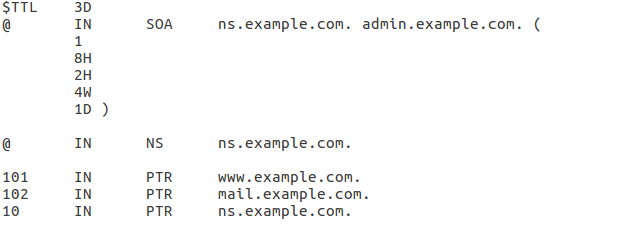 $TTL 3D
@ IN SOA ns.example.com. admin.example.com. (
1
8H
2H
4W
1D )
@ IN NS ns.example.com.
101 IN PTR www.example.com.
102 IN PTR mail.example.com.
10 IN PTR ns.example.com.